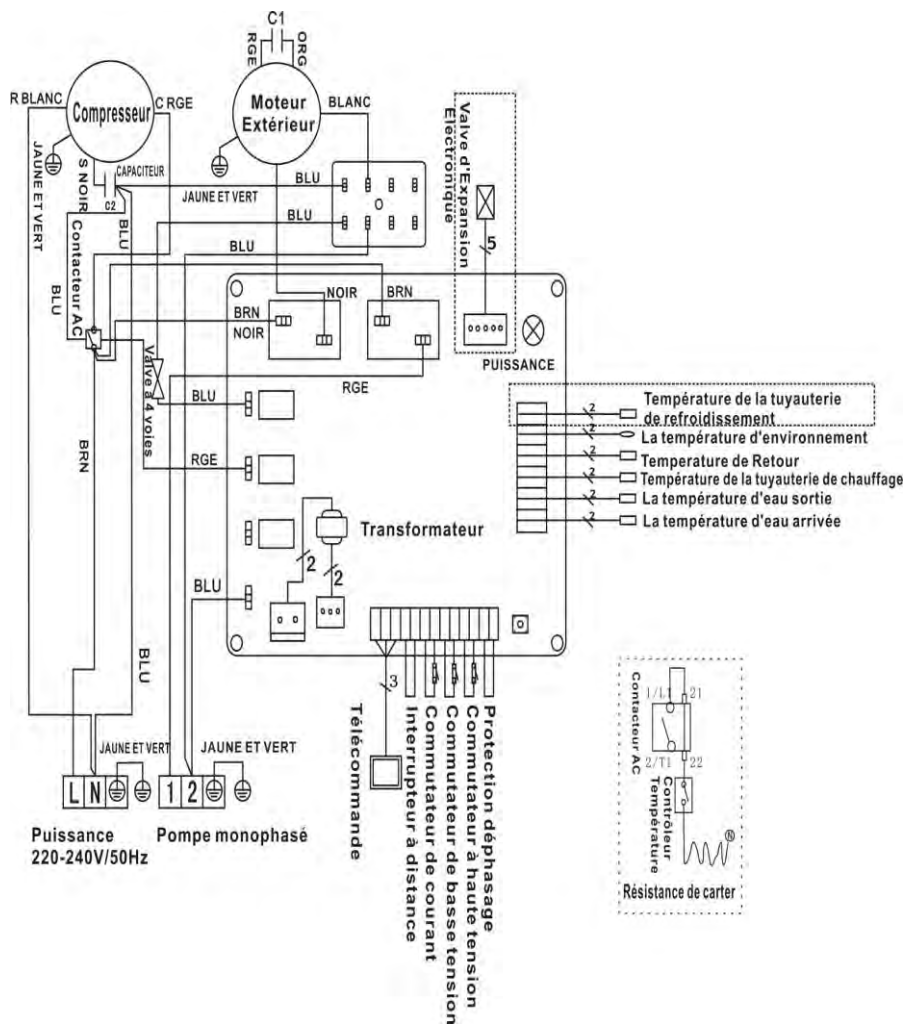 C1
RGE
ORG
R BLANC
Compresseur
C RGE
Moteur
Extérieur
BLANC
Valve d'Expansion
Electronique
JAUNE ET VERT
S NOIR
CAPACITEUR
C2
BLU
JAUNE ET VERT
BLU
BLU
BLU
BLU
Contacteur AC
5
NOIR
BRN
BRN
NOIR
PUISSANCE
RGE
Valve à 4 voies
BLU
BRN
RGE
Température de la tuyauterie
de refroidissement
2
La température d'environnement
2
Temperature de Retour
2
Température de la tuyauterie de chauffage
2
La température d'eau sortie
2
La température d'eau arrivée
2
Transformateur
2
2
BLU
BLU
3
JAUNE ET VERT
JAUNE ET VERT
L N
1 2
Puissance
220-240V/50Hz
Pompe monophasé
Télécommande
Interrupteur à distance
Commutateur de courant
Commutateur de basse tension
Commutateur à haute tension
Protection déphasage
Contacteur AC
1/L1
21
2/T1
22
Contrôleur
Température
R
Résistance de carter